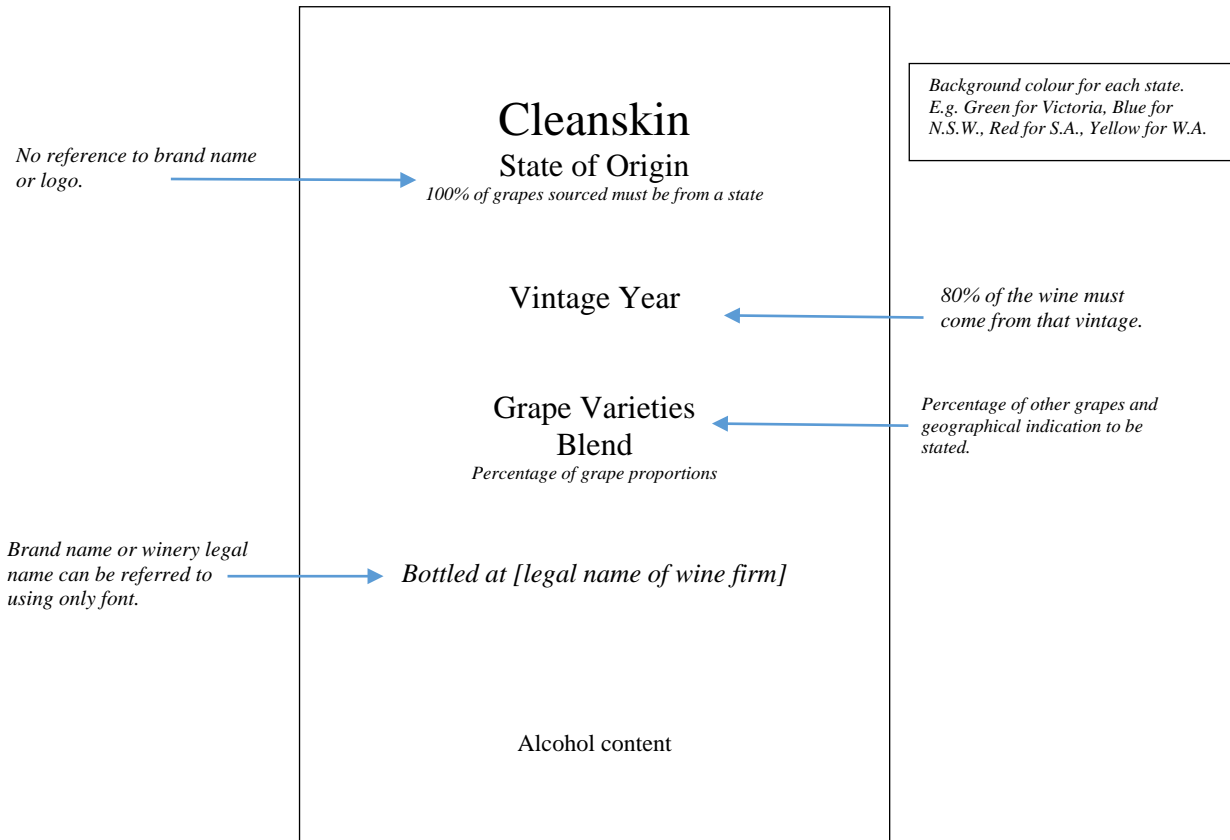 Background colour for each state.
E.g. Green for Victoria, Blue for
N.S.W., Red for S.A., Yellow for W.A.
Cleanskin
State of Origin
100% of grapes sourced must be from a state
No reference to brand name
or logo.
Vintage Year
80% of the wine must
come from that vintage.
Grape Varieties
Blend
Percentage of grape proportions
Percentage of other grapes and
geographical indication to be
stated.
Brand name or winery legal
name can be referred to
using only font.
Bottled at [legal name of wine firm]
Alcohol content